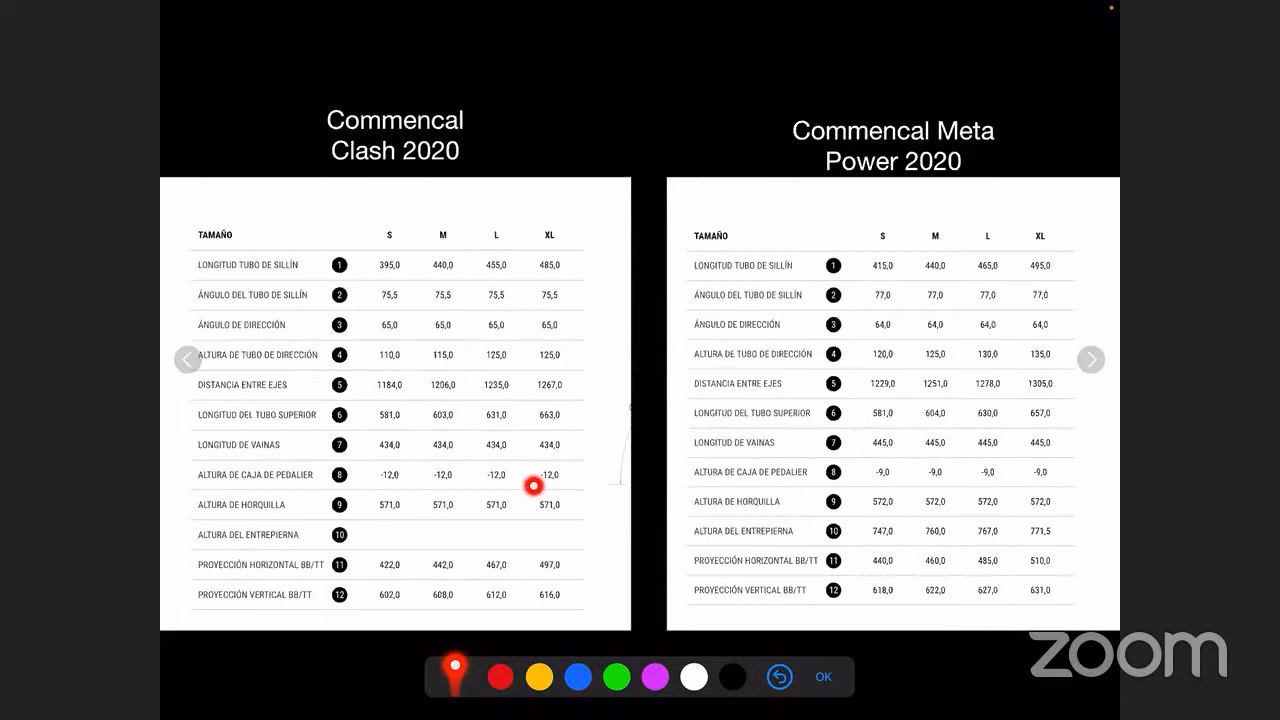 Commencal
Clash 2020
TAMAÑO S M L XL
LONGITUD TUBO DE SILLÍN 1 395,0 440,0 455,0 485,0
ÁNGULO DEL TUBO DE SILLÍN 2 75,5 75,5 75,5 75,5
ÁNGULO DE DIRECCIÓN 3 65,0 65,0 65,0 65,0
ALTURA DE TUBO DE DIRECCIÓN 4 110,0 115,0 125,0 125,0
DISTANCIA ENTRE EJES 5 1184,0 1206,0 1235,0 1267,0
LONGITUD DEL TUBO SUPERIOR 6 581,0 603,0 631,0 663,0
LONGITUD DE VAINAS 7 434,0 434,0 434,0 434,0
ALTURA DE CAJA DE PEDALIER 8 -12,0 -12,0 -12,0 -12,0
ALTURA DE HORQUILLA 9 571,0 571,0 571,0 571,0
ALTURA DEL ENTREPIERNA 10
PROYECCIÓN HORIZONTAL BB/TT 11 422,0 442,0 467,0 497,0
PROYECCIÓN VERTICAL BB/TT 12 602,0 608,0 612,0 616,0
Commencal Meta
Power 2020
TAMAÑO S M L XL
LONGITUD TUBO DE SILLÍN 1 415,0 440,0 465,0 495,0
ÁNGULO DEL TUBO DE SILLÍN 2 77,0 77,0 77,0 77,0
ÁNGULO DE DIRECCIÓN 3 64,0 64,0 64,0 64,0
ALTURA DE TUBO DE DIRECCIÓN 4 120,0 125,0 130,0 135,0
DISTANCIA ENTRE EJES 5 1229,0 1251,0 1278,0 1305,0
LONGITUD DEL TUBO SUPERIOR 6 581,0 604,0 630,0 657,0
LONGITUD DE VAINAS 7 445,0 445,0 445,0 445,0
ALTURA DE CAJA DE PEDALIER 8 -9,0 -9,0 -9,0 -9,0
ALTURA DE HORQUILLA 9 572,0 572,0 572,0 572,0
ALTURA DEL ENTREPIERNA 10 747,0 760,0 767,0 771,5
PROYECCIÓN HORIZONTAL BB/TT 11 440,0 460,0 485,0 510,0
PROYECCIÓN VERTICAL BB/TT 12 618,0 622,0 627,0 631,0
OK
zoom